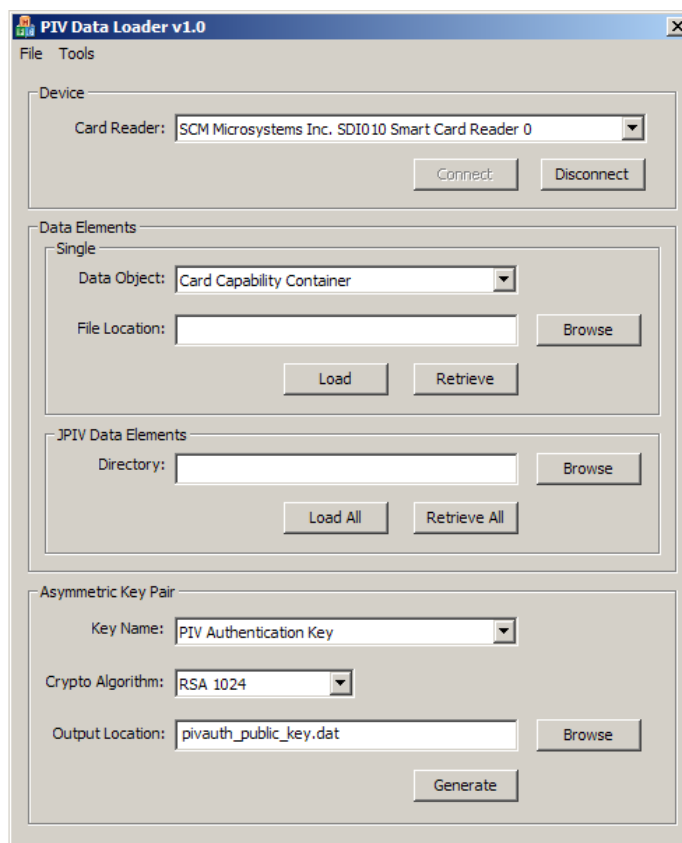 PIV Data Loader v1.0
File Tools
Device
Card Reader: SCM Microsystems Inc. SDI010 Smart Card Reader 0
Connect Disconnect
Data Elements
Single
Data Object: Card Capability Container
File Location: Browse
Load Retrieve
JPIV Data Elements
Directory: Browse
Load All Retrieve All
Asymmetric Key Pair
Key Name: PIV Authentication Key
Crypto Algorithm: RSA 1024
Output Location: pivauth_public_key.dat Browse
Generate